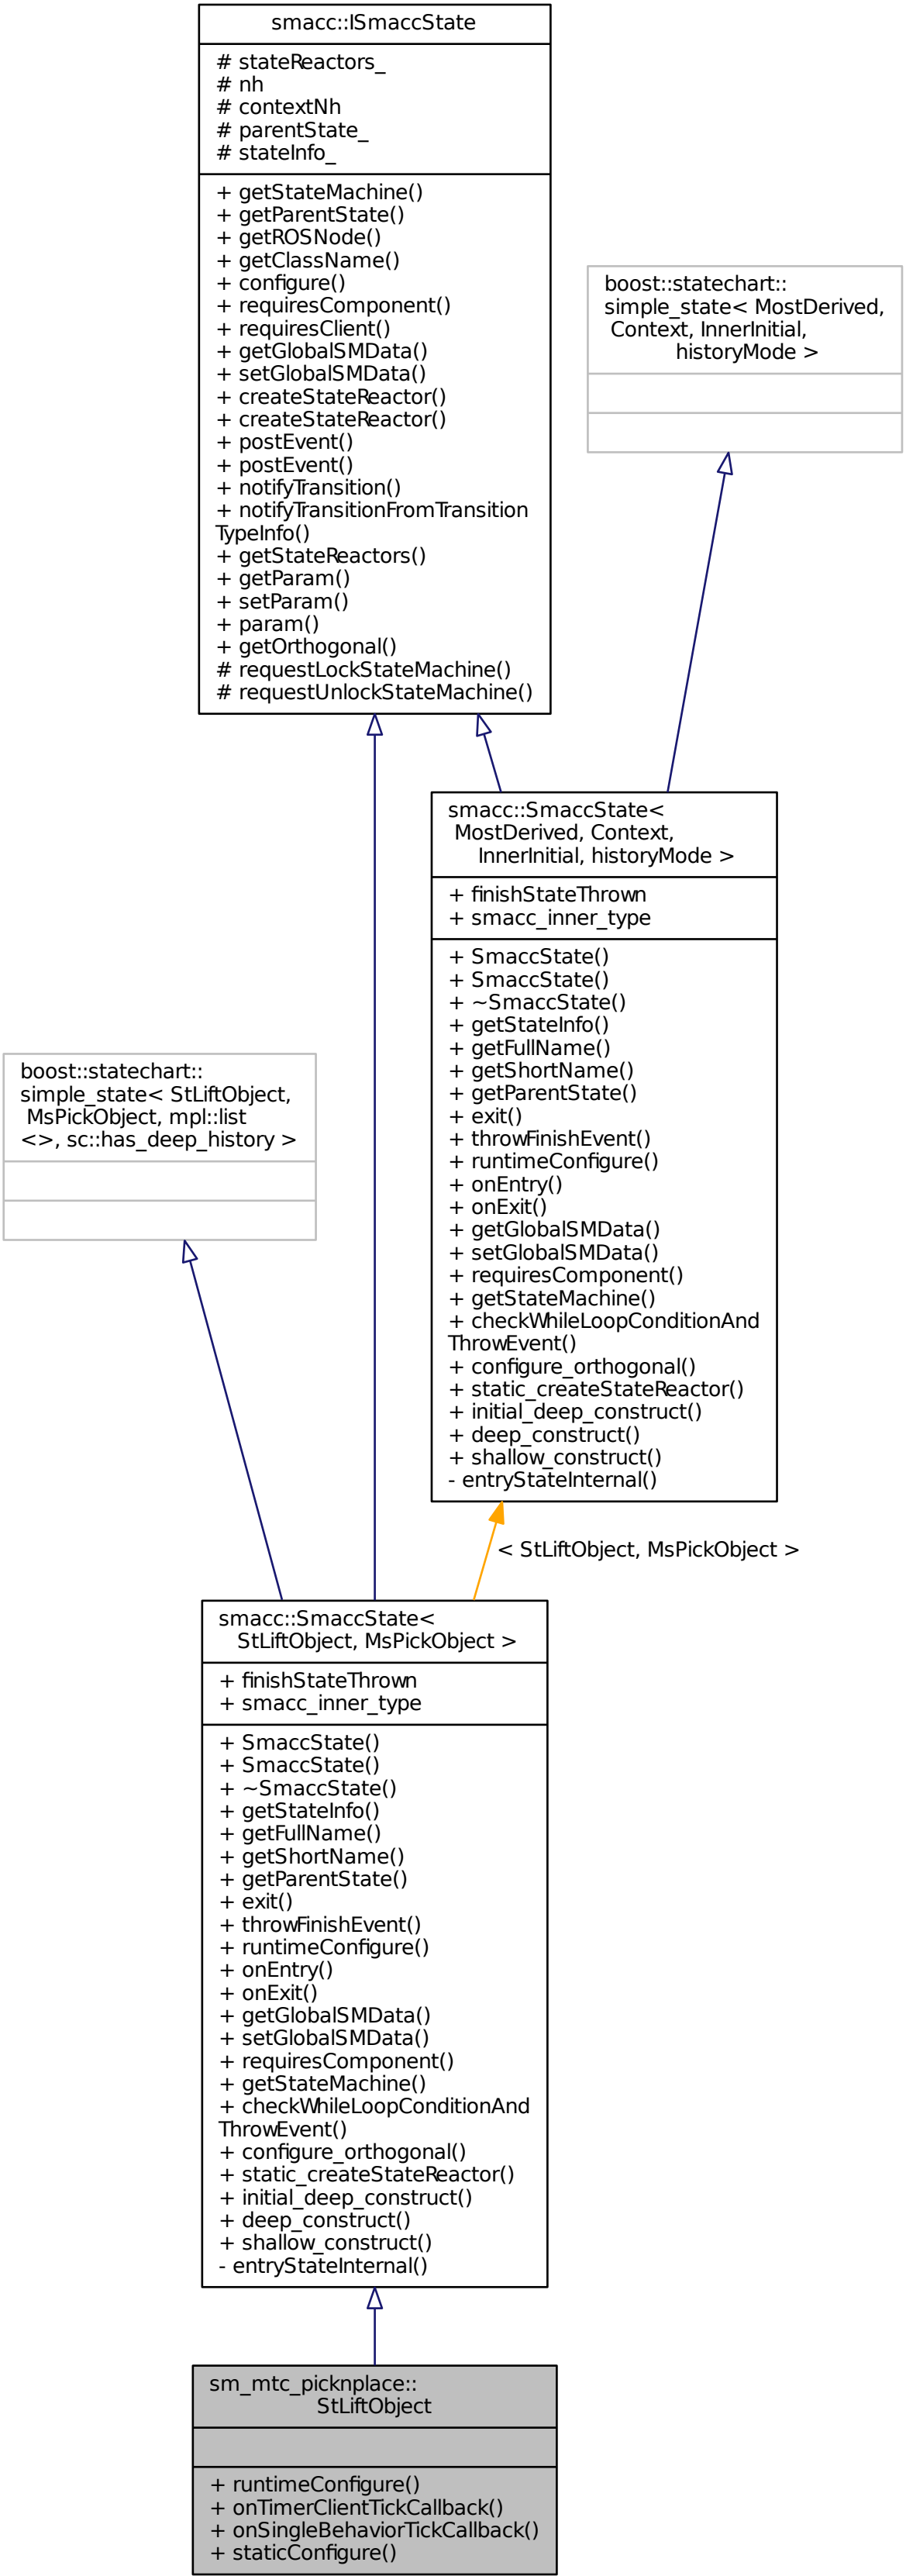 smacc::ISmaccState
# stateReactors_
# nh
# contextNh
# parentState_
# stateInfo_
+ getStateMachine()
+ getParentState()
+ getROSNode()
+ getClassName()
+ configure()
+ requiresComponent()
+ requiresClient()
+ getGlobalSMData()
+ setGlobalSMData()
+ createStateReactor()
+ createStateReactor()
+ postEvent()
+ postEvent()
+ notifyTransition()
+ notifyTransitionFromTransition
TypeInfo()
+ getStateReactors()
+ getParam()
+ setParam()
+ param()
+ getOrthogonal()
# requestLockStateMachine()
# requestUnlockStateMachine()
boost::statechart::
simple_state< MostDerived,
Context, InnerInitial,
historyMode >
smacc::SmaccState<
MostDerived, Context,
InnerInitial, historyMode >
+ finishStateThrown
+ smacc_inner_type
+ SmaccState()
+ SmaccState()
+ ~SmaccState()
+ getStateInfo()
+ getFullName()
+ getShortName()
+ getParentState()
+ exit()
+ throwFinishEvent()
+ runtimeConfigure()
+ onEntry()
+ onExit()
+ getGlobalSMData()
+ setGlobalSMData()
+ requiresComponent()
+ getStateMachine()
+ checkWhileLoopConditionAnd
ThrowEvent()
+ configure_orthogonal()
+ static_createStateReactor()
+ initial_deep_construct()
+ deep_construct()
+ shallow_construct()
- entryStateInternal()
boost::statechart::
simple_state< StLiftObject,
MsPickObject, mpl::list
<>, sc::has_deep_history >
< StLiftObject, MsPickObject >
smacc::SmaccState<
StLiftObject, MsPickObject >
+ finishStateThrown
+ smacc_inner_type
+ SmaccState()
+ SmaccState()
+ ~SmaccState()
+ getStateInfo()
+ getFullName()
+ getShortName()
+ getParentState()
+ exit()
+ throwFinishEvent()
+ runtimeConfigure()
+ onEntry()
+ onExit()
+ getGlobalSMData()
+ setGlobalSMData()
+ requiresComponent()
+ getStateMachine()
+ checkWhileLoopConditionAnd
ThrowEvent()
+ configure_orthogonal()
+ static_createStateReactor()
+ initial_deep_construct()
+ deep_construct()
+ shallow_construct()
- entryStateInternal()
sm_mtc_picknplace::
StLiftObject
+ runtimeConfigure()
+ onTimerClientTickCallback()
+ onSingleBehaviorTickCallback()
+ staticConfigure()